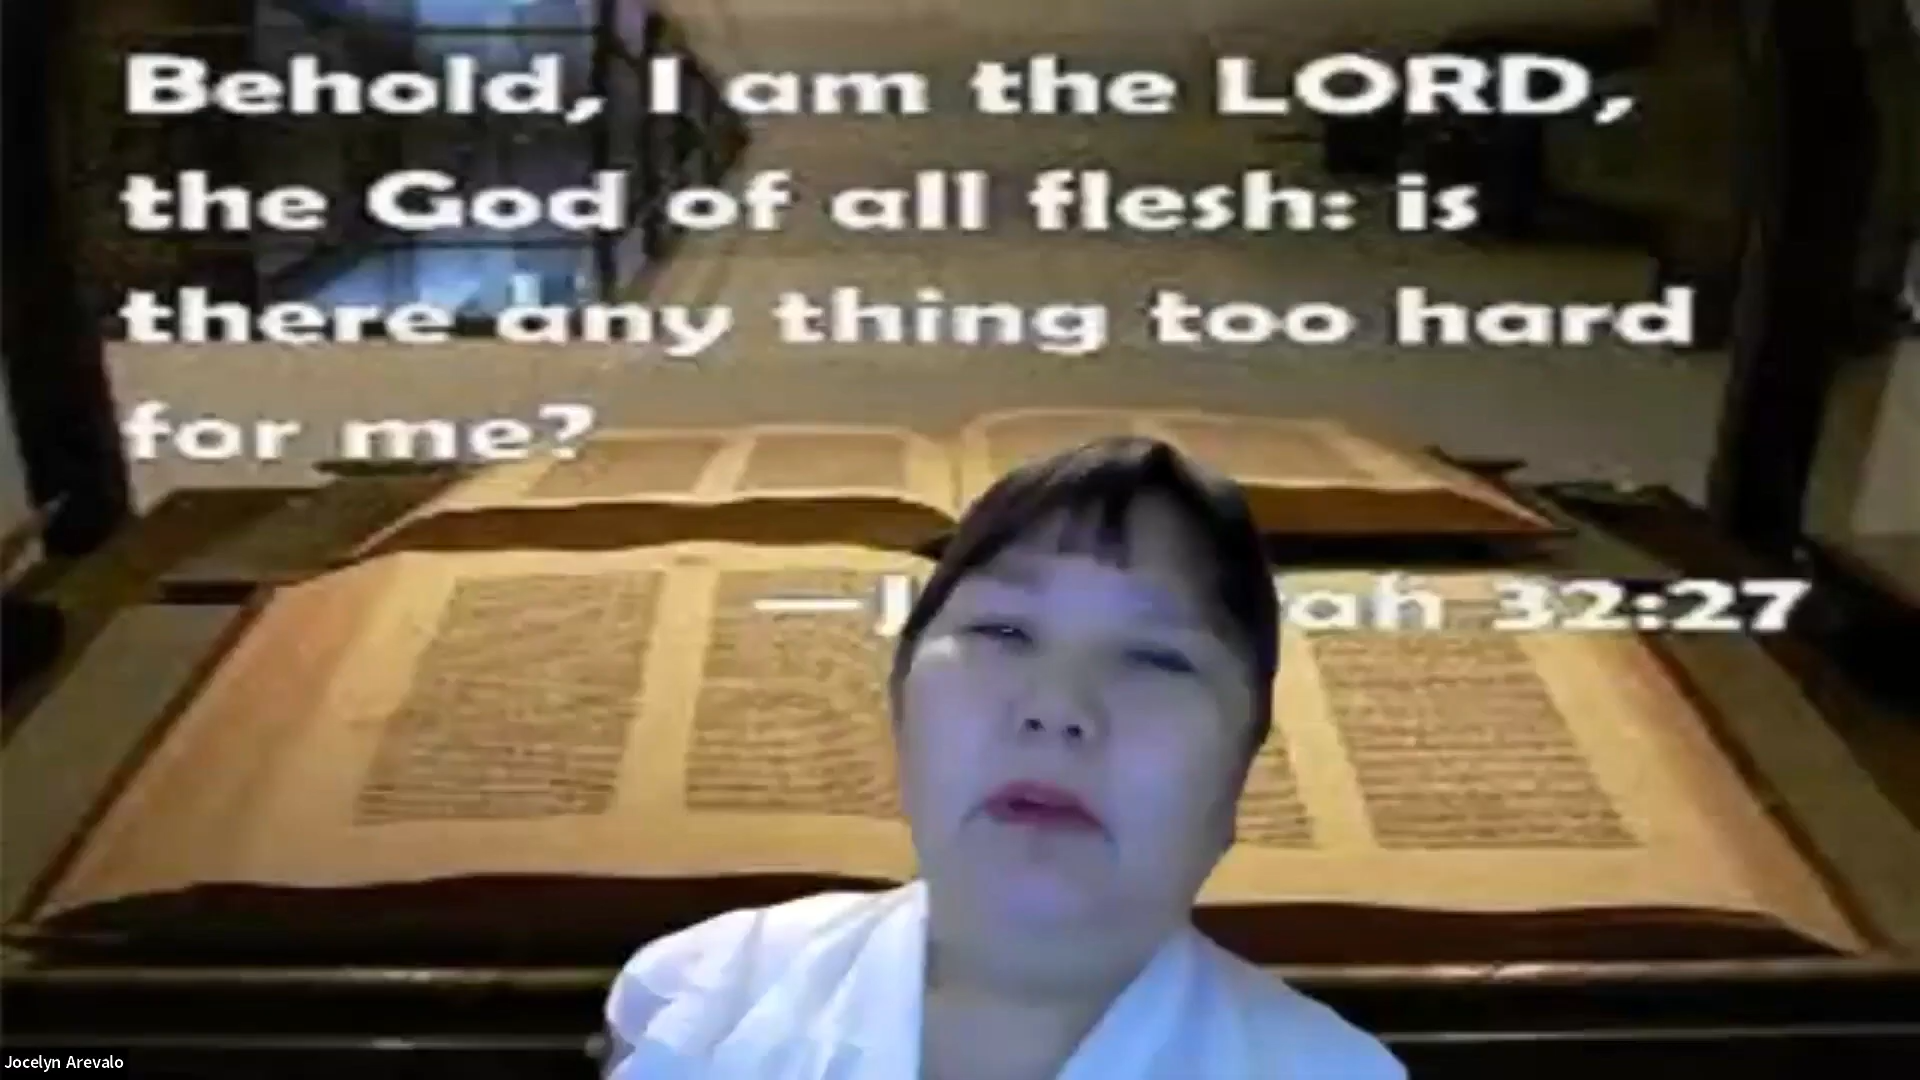 Behold, I am the LORD,
the God of all flesh: is
there any thing too hard
for me?
—J ah 32:27
Jocelyn Arevalo